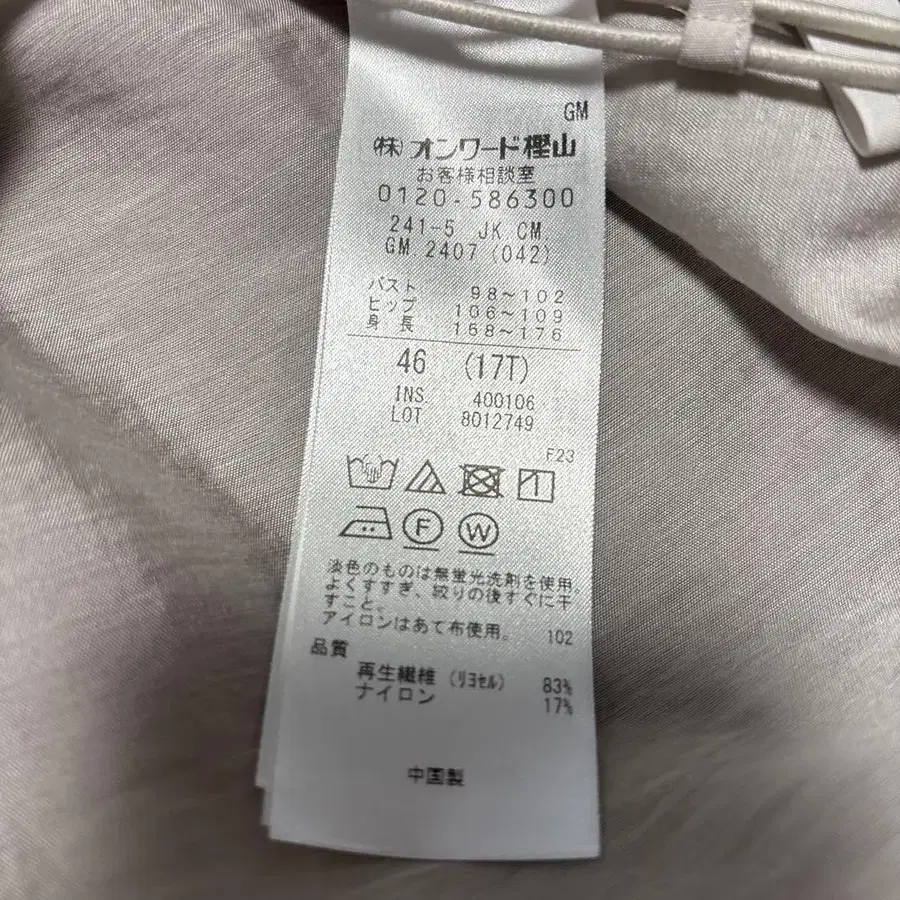 GM
(株)オンワード樫山
お客様相談室
0120-586300
241-5 JK.CM.
GM.2407(042)
バスト 98～102
ヒップ 106～109
身長 168～176
46 (17T)
INS. 400106
LOT 8012749
F23
1
F W
淡色のものは無蛍光洗剤を使用。
よくすすぎ、絞りの後すぐに干
すこと。
アイロンはあて布使用。 102
品質
再生繊維(リヨセル) 83%
ナイロン 17%
中国製